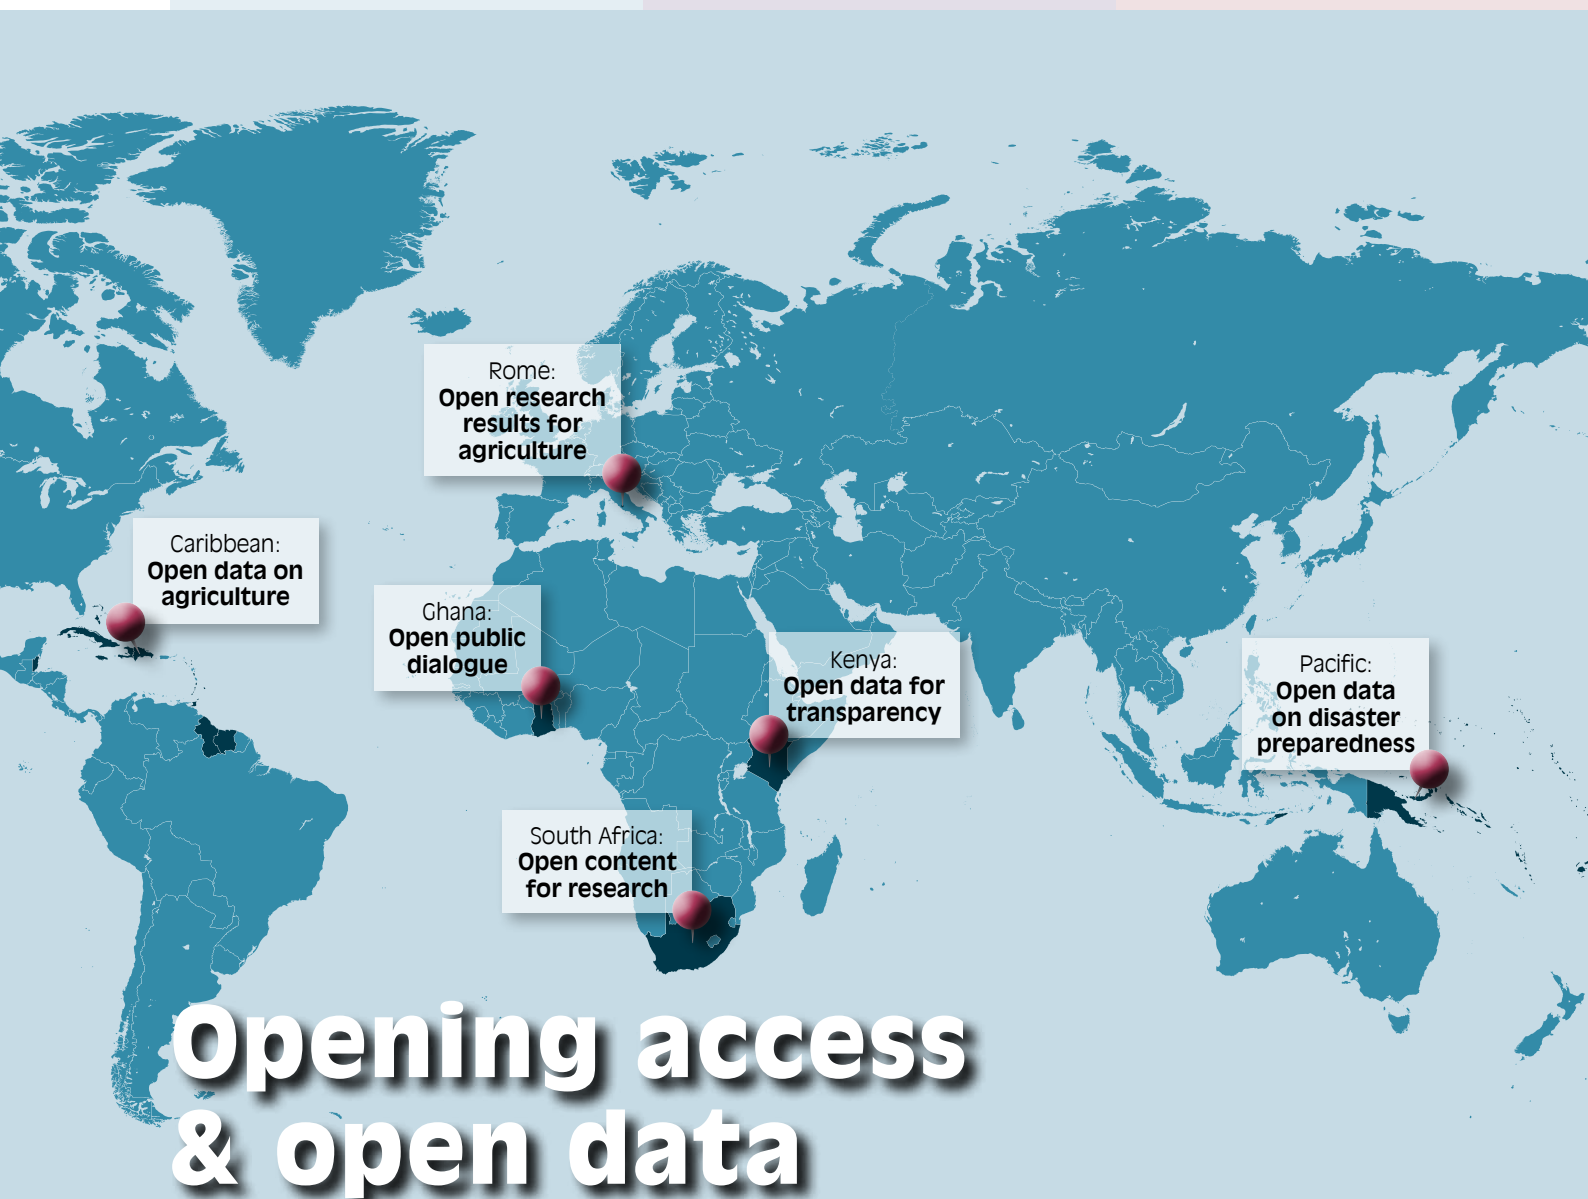 Rome:
Open research
results for
agriculture
Caribbean:
Open data on
agriculture
Ghana:
Open public
dialogue
Kenya:
Open data for
transparency
Pacific:
Open data
on disaster
preparedness
South Africa:
Open content
for research
Opening access
& open data